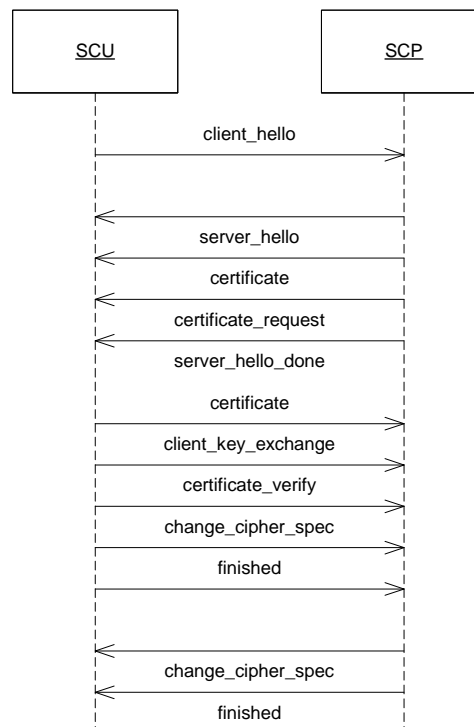 SCU SCP
client_hello
server_hello
certificate
certificate_request
server_hello_done
certificate
client_key_exchange
certificate_verify
change_cipher_spec
finished
change_cipher_spec
finished